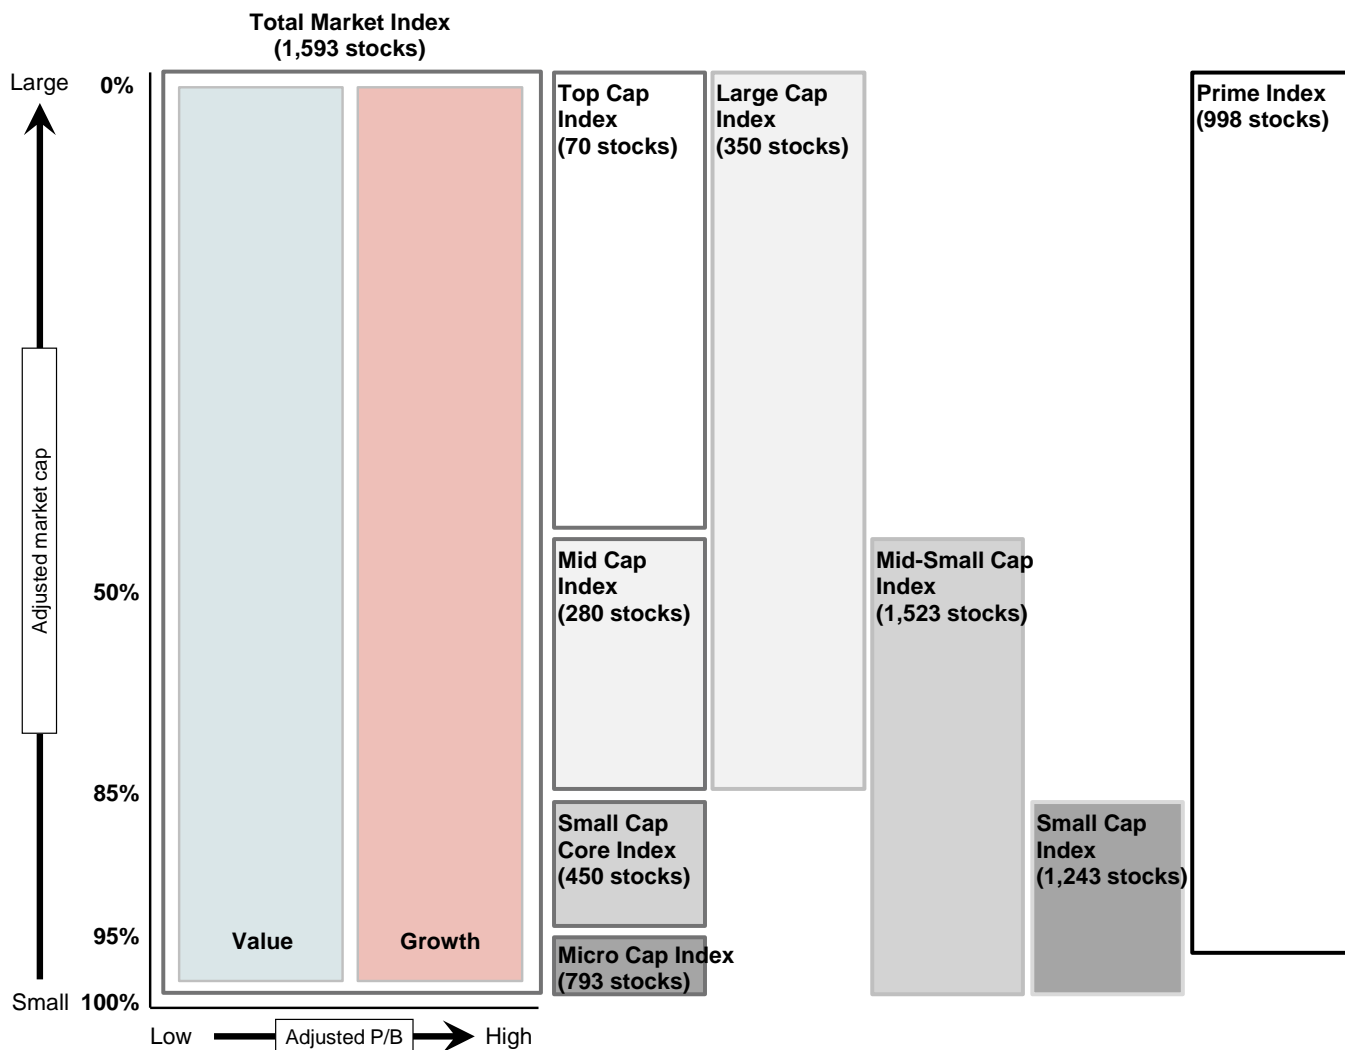 Total Market Index
(1,593 stocks)
Large
0%
Top Cap
Index
(70 stocks)
Large Cap
Index
(350 stocks)
Prime Index
(998 stocks)
Adjusted market cap
50%
Mid Cap
Index
(280 stocks)
Mid-Small Cap
Index
(1,523 stocks)
85%
Small Cap
Core Index
(450 stocks)
Small Cap
Index
(1,243 stocks)
95%
Value
Growth
Micro Cap Index
(793 stocks)
Small
100%
Low
Adjusted P/B
High